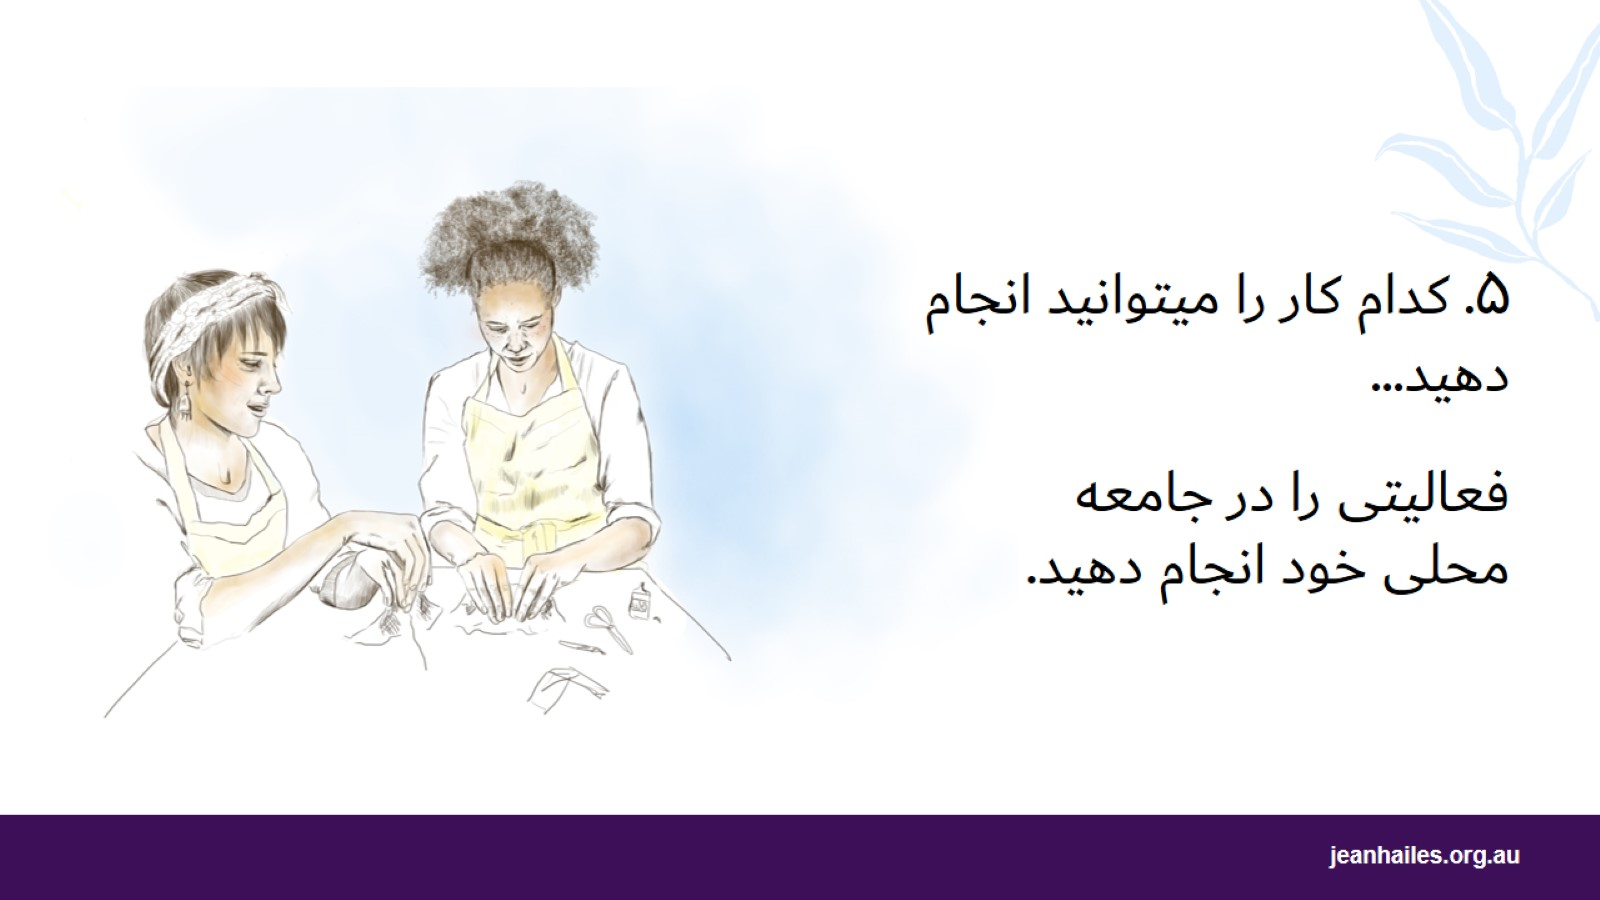 ۵. کدام کار را میتوانید انجام
دهید...
فعالیتی را در جامعه
محلی خود انجام دهید.
jeanhailes.org.au